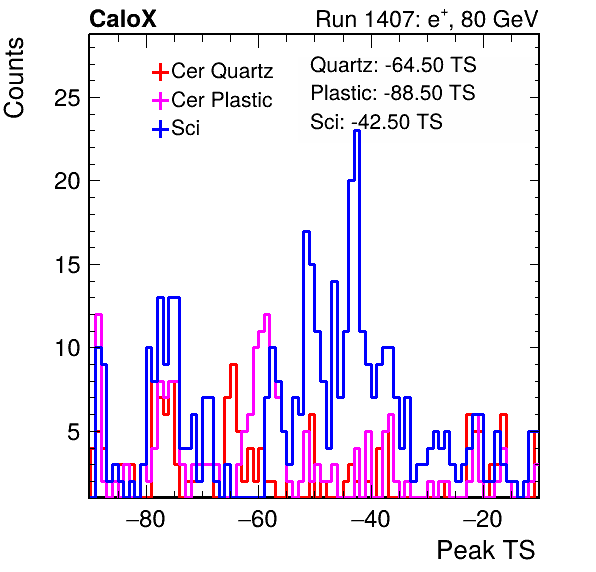 CaloX Run 1407: e+, 80 GeV
Counts
Cer Quartz
Cer Plastic
Sci
Quartz: -64.50 TS
Plastic: -88.50 TS
Sci: -42.50 TS
25
20
15
10
5
−80 −60 −40 −20
Peak TS